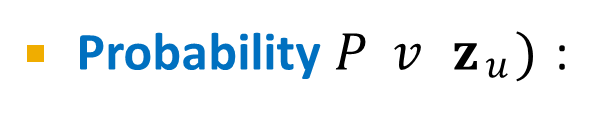 ▪ Probability 𝑃 𝑣 𝐳ᵤ) :